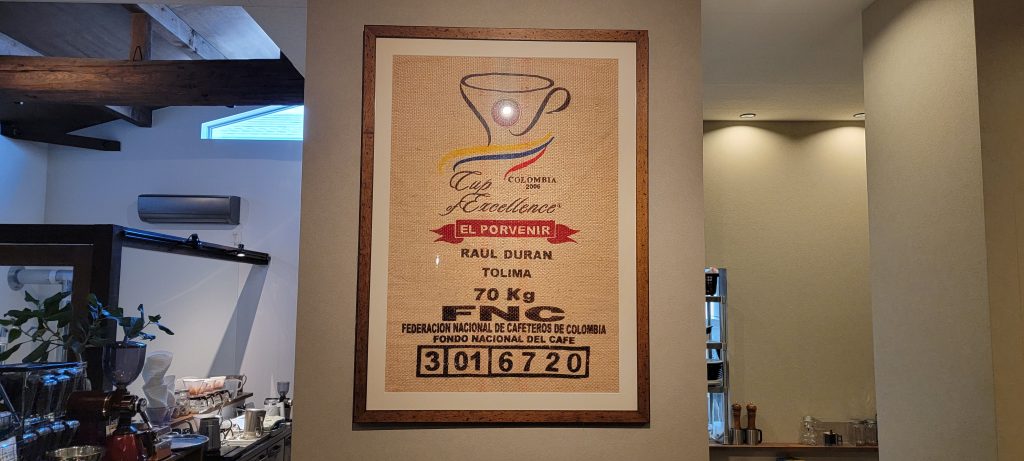 COLOMBIA
2006
Cup
of Excellence
EL PORVENIR
RAUL DURAN
TOLIMA
70 Kg
FNC
FEDERACION NACIONAL DE CAFETEROS DE COLOMBIA
FONDO NACIONAL DEL CAFE
3 01 6720